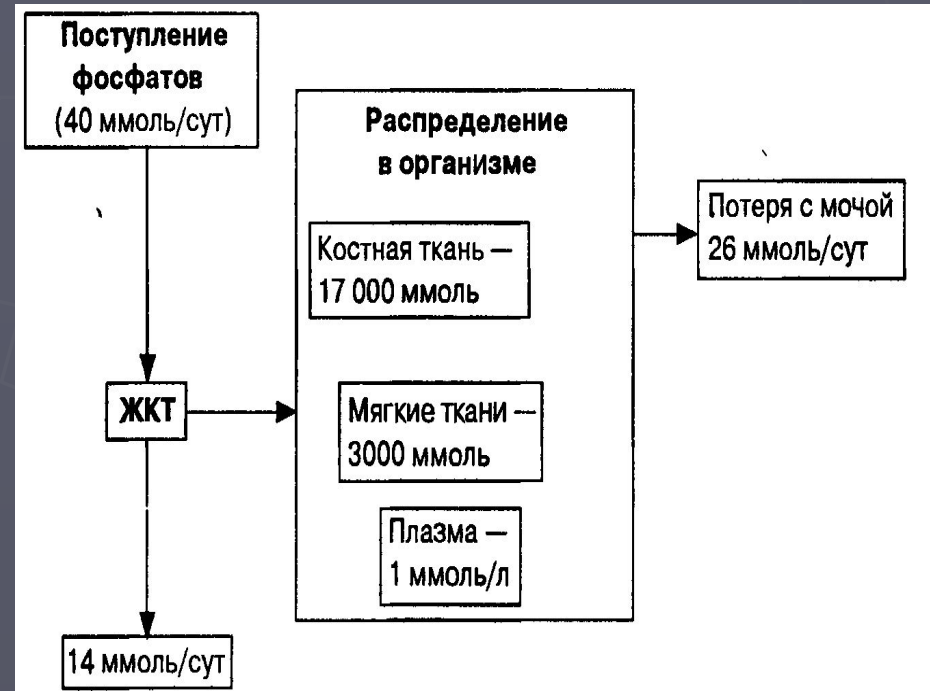 Поступление
фосфатов
(40 ммоль/сут)
Распределение
в организме
Костная ткань —
17 000 ммоль
Мягкие ткани —
3000 ммоль
Плазма —
1 ммоль/л
Потеря с мочой
26 ммоль/сут
ЖКТ
14 ммоль/сут